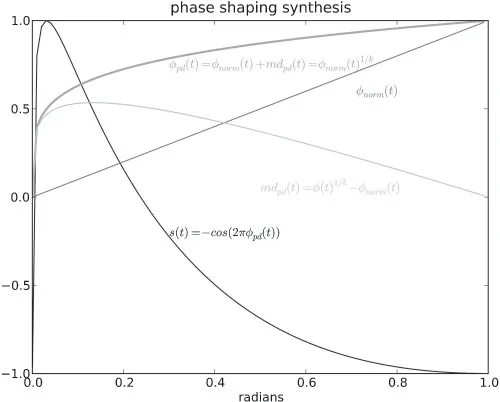 phase shaping synthesis
1.0
ϕpd(t)=ϕnorm(t)+mdpd(t)=ϕnorm(t)^1/k
ϕnorm(t)
0.5
mdpd(t)=ϕ(t)^1/k−ϕnorm(t)
0.0
s(t)=−cos(2πϕpd(t))
−0.5
−1.0
0.0 0.2 0.4 0.6 0.8 1.0
radians